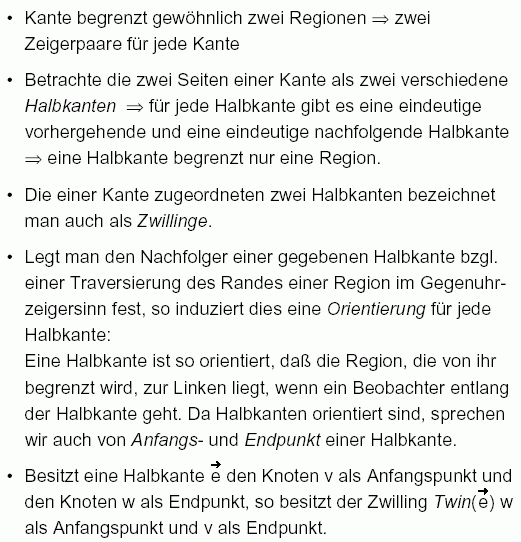 • Kante begrenzt gewöhnlich zwei Regionen ⇒ zwei
Zeigerpaare für jede Kante
• Betrachte die zwei Seiten einer Kante als zwei verschiedene
Halbkanten ⇒ für jede Halbkante gibt es eine eindeutige
vorhergehende und eine eindeutige nachfolgende Halbkante
⇒ eine Halbkante begrenzt nur eine Region.
• Die einer Kante zugeordneten zwei Halbkanten bezeichnet
man auch als Zwillinge.
• Legt man den Nachfolger einer gegebenen Halbkante bzgl.
einer Traversierung des Randes einer Region im Gegenuhr-
zeigersinn fest, so induziert dies eine Orientierung für jede
Halbkante:
Eine Halbkante ist so orientiert, daß die Region, die von ihr
begrenzt wird, zur Linken liegt, wenn ein Beobachter entlang
der Halbkante geht. Da Halbkanten orientiert sind, sprechen
wir auch von Anfangs- und Endpunkt einer Halbkante.
• Besitzt eine Halbkante e⃗ den Knoten v als Anfangspunkt und
den Knoten w als Endpunkt, so besitzt der Zwilling Twin(e⃗) w
als Anfangspunkt und v als Endpunkt.